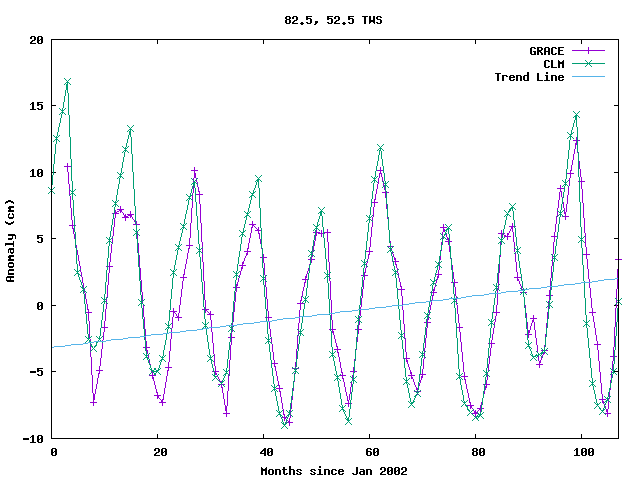 82.5, 52.5 TWS
20
15
10
5
0
-5
-10
Anomaly (cm)
GRACE
CLM
Trend Line
0 20 40 60 80 100
Months since Jan 2002